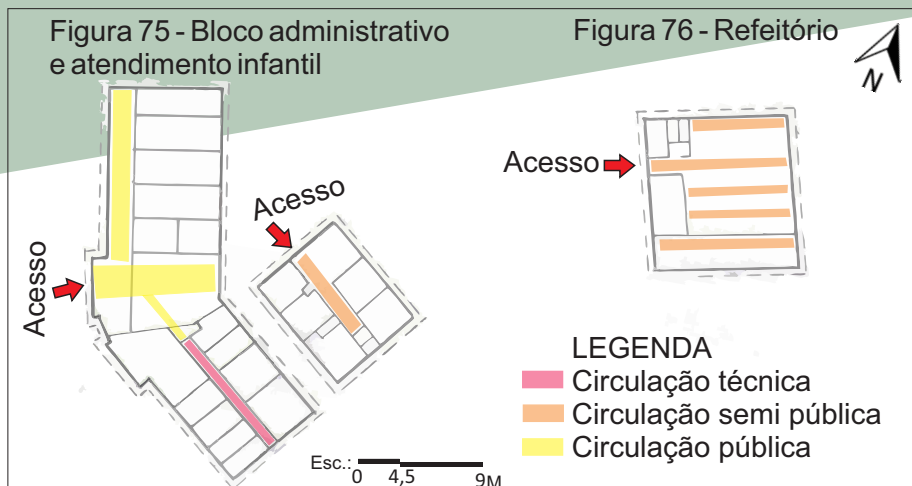 Figura 75 - Bloco administrativo
e atendimento infantil
Figura 76 - Refeitório
N
Acesso
Acesso
Acesso
LEGENDA
Circulação técnica
Circulação semi pública
Circulação pública
Esc.:
0 4,5 9M